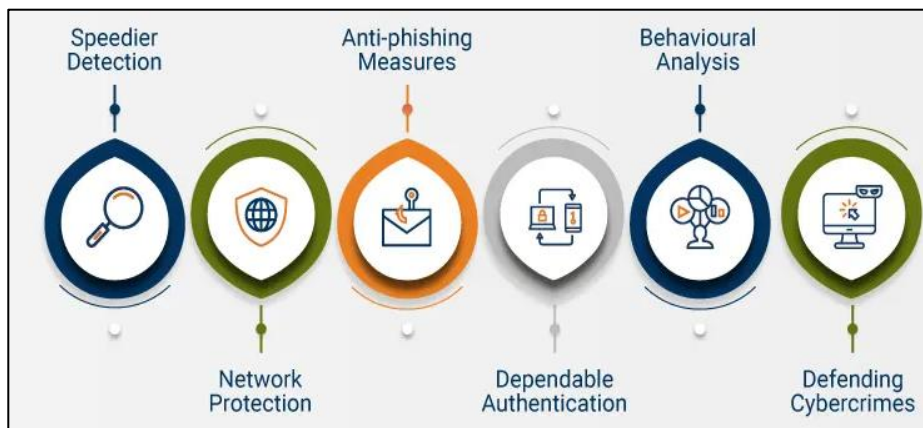 Speedier
Detection
Anti-phishing
Measures
Behavioural
Analysis
Network
Protection
Dependable
Authentication
Defending
Cybercrimes